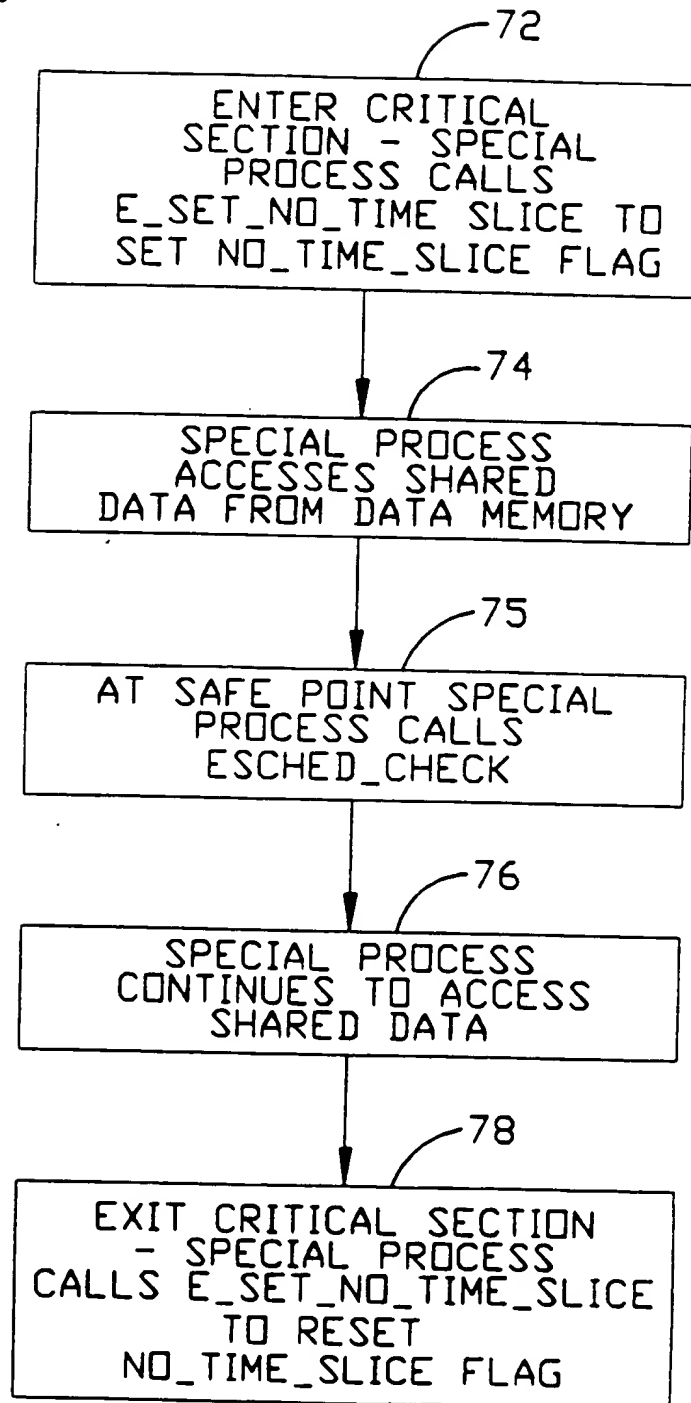 72
ENTER CRITICAL
SECTION - SPECIAL
PROCESS CALLS
E_SET_NO_TIME SLICE TO
SET NO_TIME_SLICE FLAG
74
SPECIAL PROCESS
ACCESSES SHARED
DATA FROM DATA MEMORY
75
AT SAFE POINT SPECIAL
PROCESS CALLS
ESCHED_CHECK
76
SPECIAL PROCESS
CONTINUES TO ACCESS
SHARED DATA
78
EXIT CRITICAL SECTION
- SPECIAL PROCESS
CALLS E_SET_NO_TIME_SLICE
TO RESET
NO_TIME_SLICE FLAG